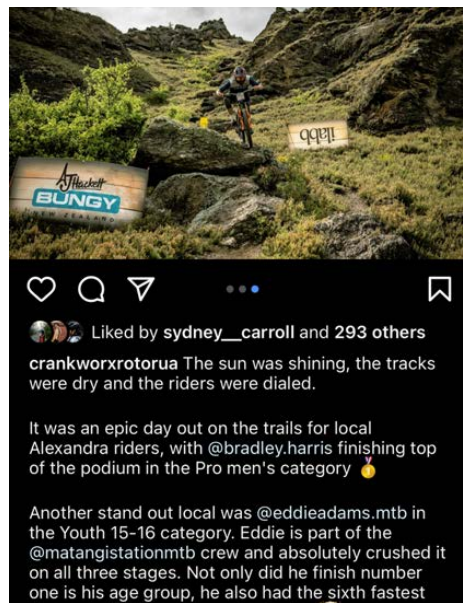 AJ Hackett
BUNGY
NEW ZEALAND
ilabb
Liked by sydney__carroll and 293 others
crankworxrotorua The sun was shining, the tracks
were dry and the riders were dialed.
It was an epic day out on the trails for local
Alexandra riders, with @bradley.harris finishing top
of the podium in the Pro men's category 🥇
Another stand out local was @eddieadams.mtb in
the Youth 15-16 category. Eddie is part of the
@matangistationmtb crew and absolutely crushed it
on all three stages. Not only did he finish number
one is his age group, he also had the sixth fastest